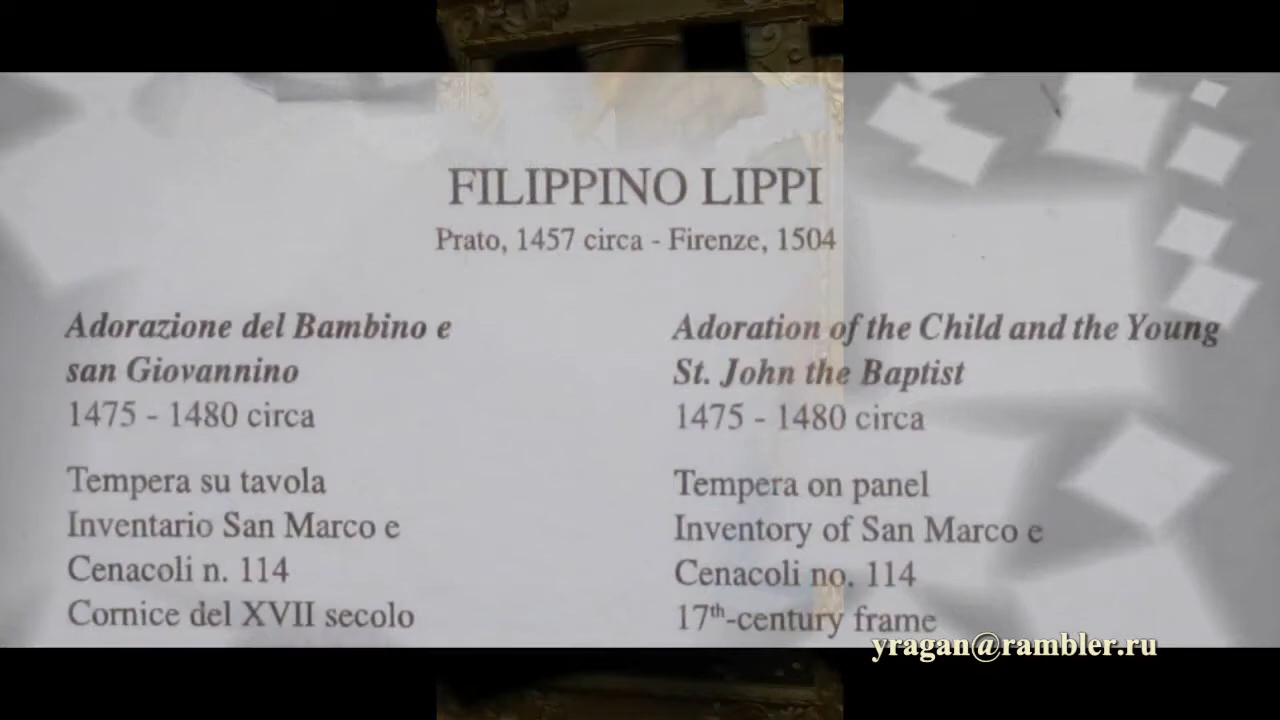 FILIPPINO LIPPI
Prato, 1457 circa - Firenze, 1504
Adorazione del Bambino e
san Giovannino
1475 - 1480 circa
Tempera su tavola
Inventario San Marco e
Cenacoli n. 114
Cornice del XVII secolo
Adoration of the Child and the Young
St. John the Baptist
1475 - 1480 circa
Tempera on panel
Inventory of San Marco e
Cenacoli no. 114
17th-century frame
yragan@rambler.ru